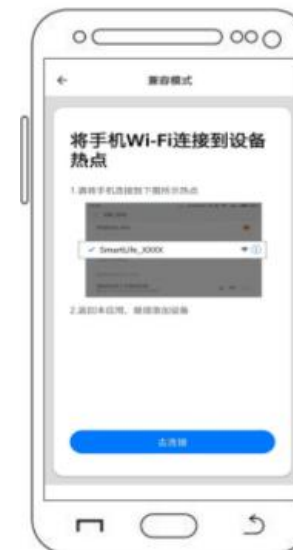 兼容模式
将手机Wi-Fi连接到设备
热点
1.请将手机连接到下图所示热点
SmartLife_XXXX
2.返回本应用，继续添加设备
去连接